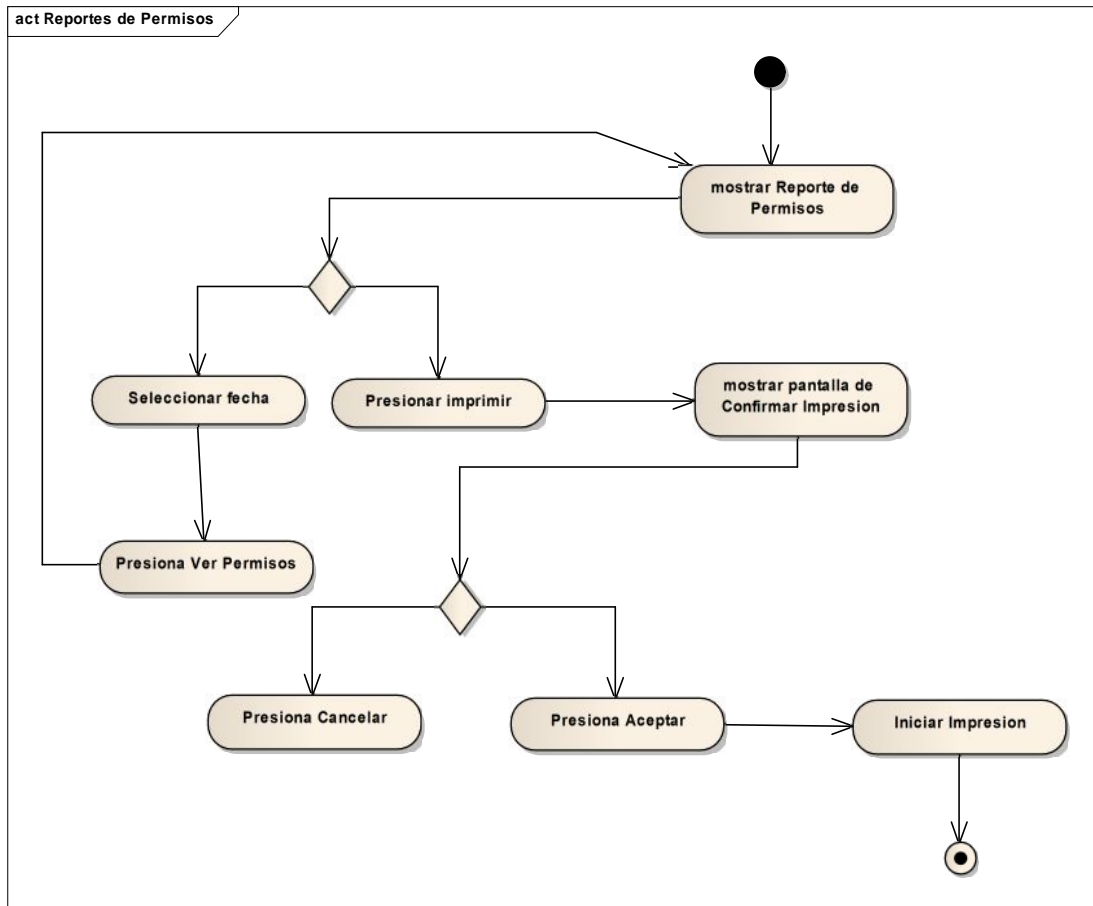 act Reportes de Permisos
mostrar Reporte de
Permisos
Seleccionar fecha
Presionar imprimir
mostrar pantalla de
Confirmar Impresion
Presiona Ver Permisos
Presiona Cancelar
Presiona Aceptar
Iniciar Impresion